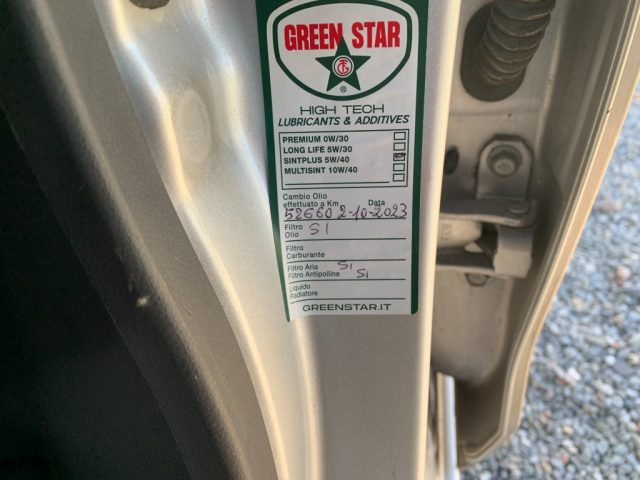 GREEN STAR
®
HIGH TECH
LUBRICANTS & ADDITIVES
PREMIUM 0W/30
LONG LIFE 5W/30
SINTPLUS 5W/40
MULTISINT 10W/40
Cambio Olio
effettuato a Km Data
52660 2-10-2023
Filtro
Olio SI
Filtro
Carburante
Filtro Aria Si
Filtro Antipolline Si
Liquido
Radiatore
GREENSTAR.IT